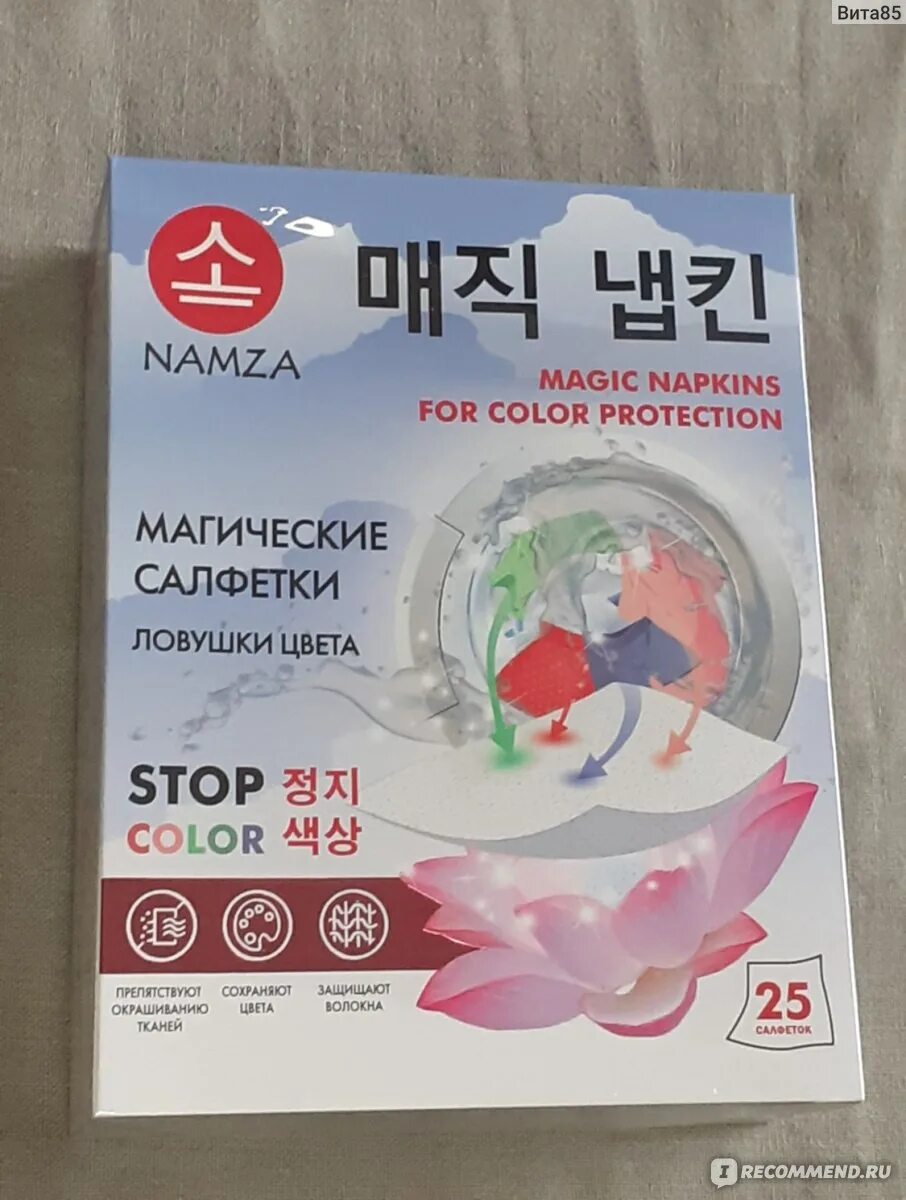 Вита85
소
매직 냅킨
NAMZA
MAGIC NAPKINS
FOR COLOR PROTECTION
МАГИЧЕСКИЕ
САЛФЕТКИ
ЛОВУШКИ ЦВЕТА
STOP 정지
COLOR 색상
ПРЕПЯТСТВУЮТ
ОКРАШИВАНИЮ
ТКАНЕЙ
СОХРАНЯЮТ
ЦВЕТА
ЗАЩИЩАЮТ
ВОЛОКНА
25
САЛФЕТОК
IRECOMMEND.RU